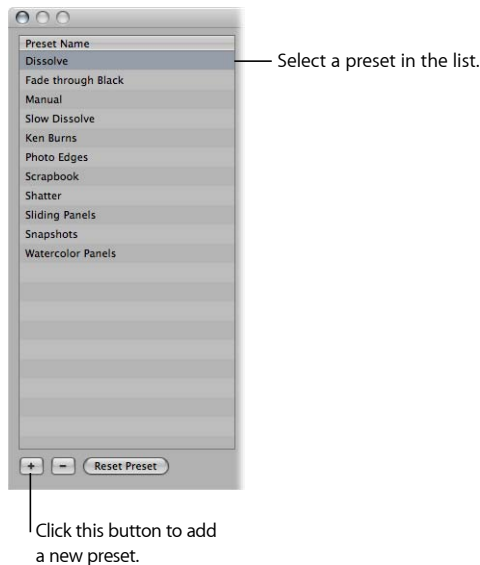 Preset Name
Dissolve
Select a preset in the list.
Fade through Black
Manual
Slow Dissolve
Ken Burns
Photo Edges
Scrapbook
Shatter
Sliding Panels
Snapshots
Watercolor Panels
+ - Reset Preset
Click this button to add
a new preset.